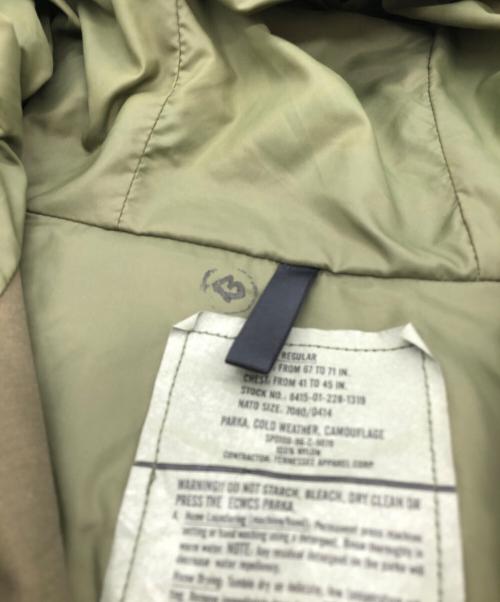 REGULAR
FROM 67 TO 71 IN.
CHEST: FROM 41 TO 45 IN.
STOCK NO.: 8415-01-228-1319
NATO SIZE: 7080/0414
PARKA, COLD WEATHER, CAMOUFLAGE
100% NYLON
CONTRACTOR: TENNESSEE APPAREL CORP
WARNING!! DO NOT STARCH, BLEACH, DRY CLEAN OR
PRESS THE ECWCS PARKA.
A. Home Laundering (machine/hand): Permanent press machine
setting or hand washing using a detergent. Rinse thoroughly in
warm water. NOTE: Any residual detergent on the parka will
decrease water repellency.
Home Drying: Tumble dry on delicate, low temperature